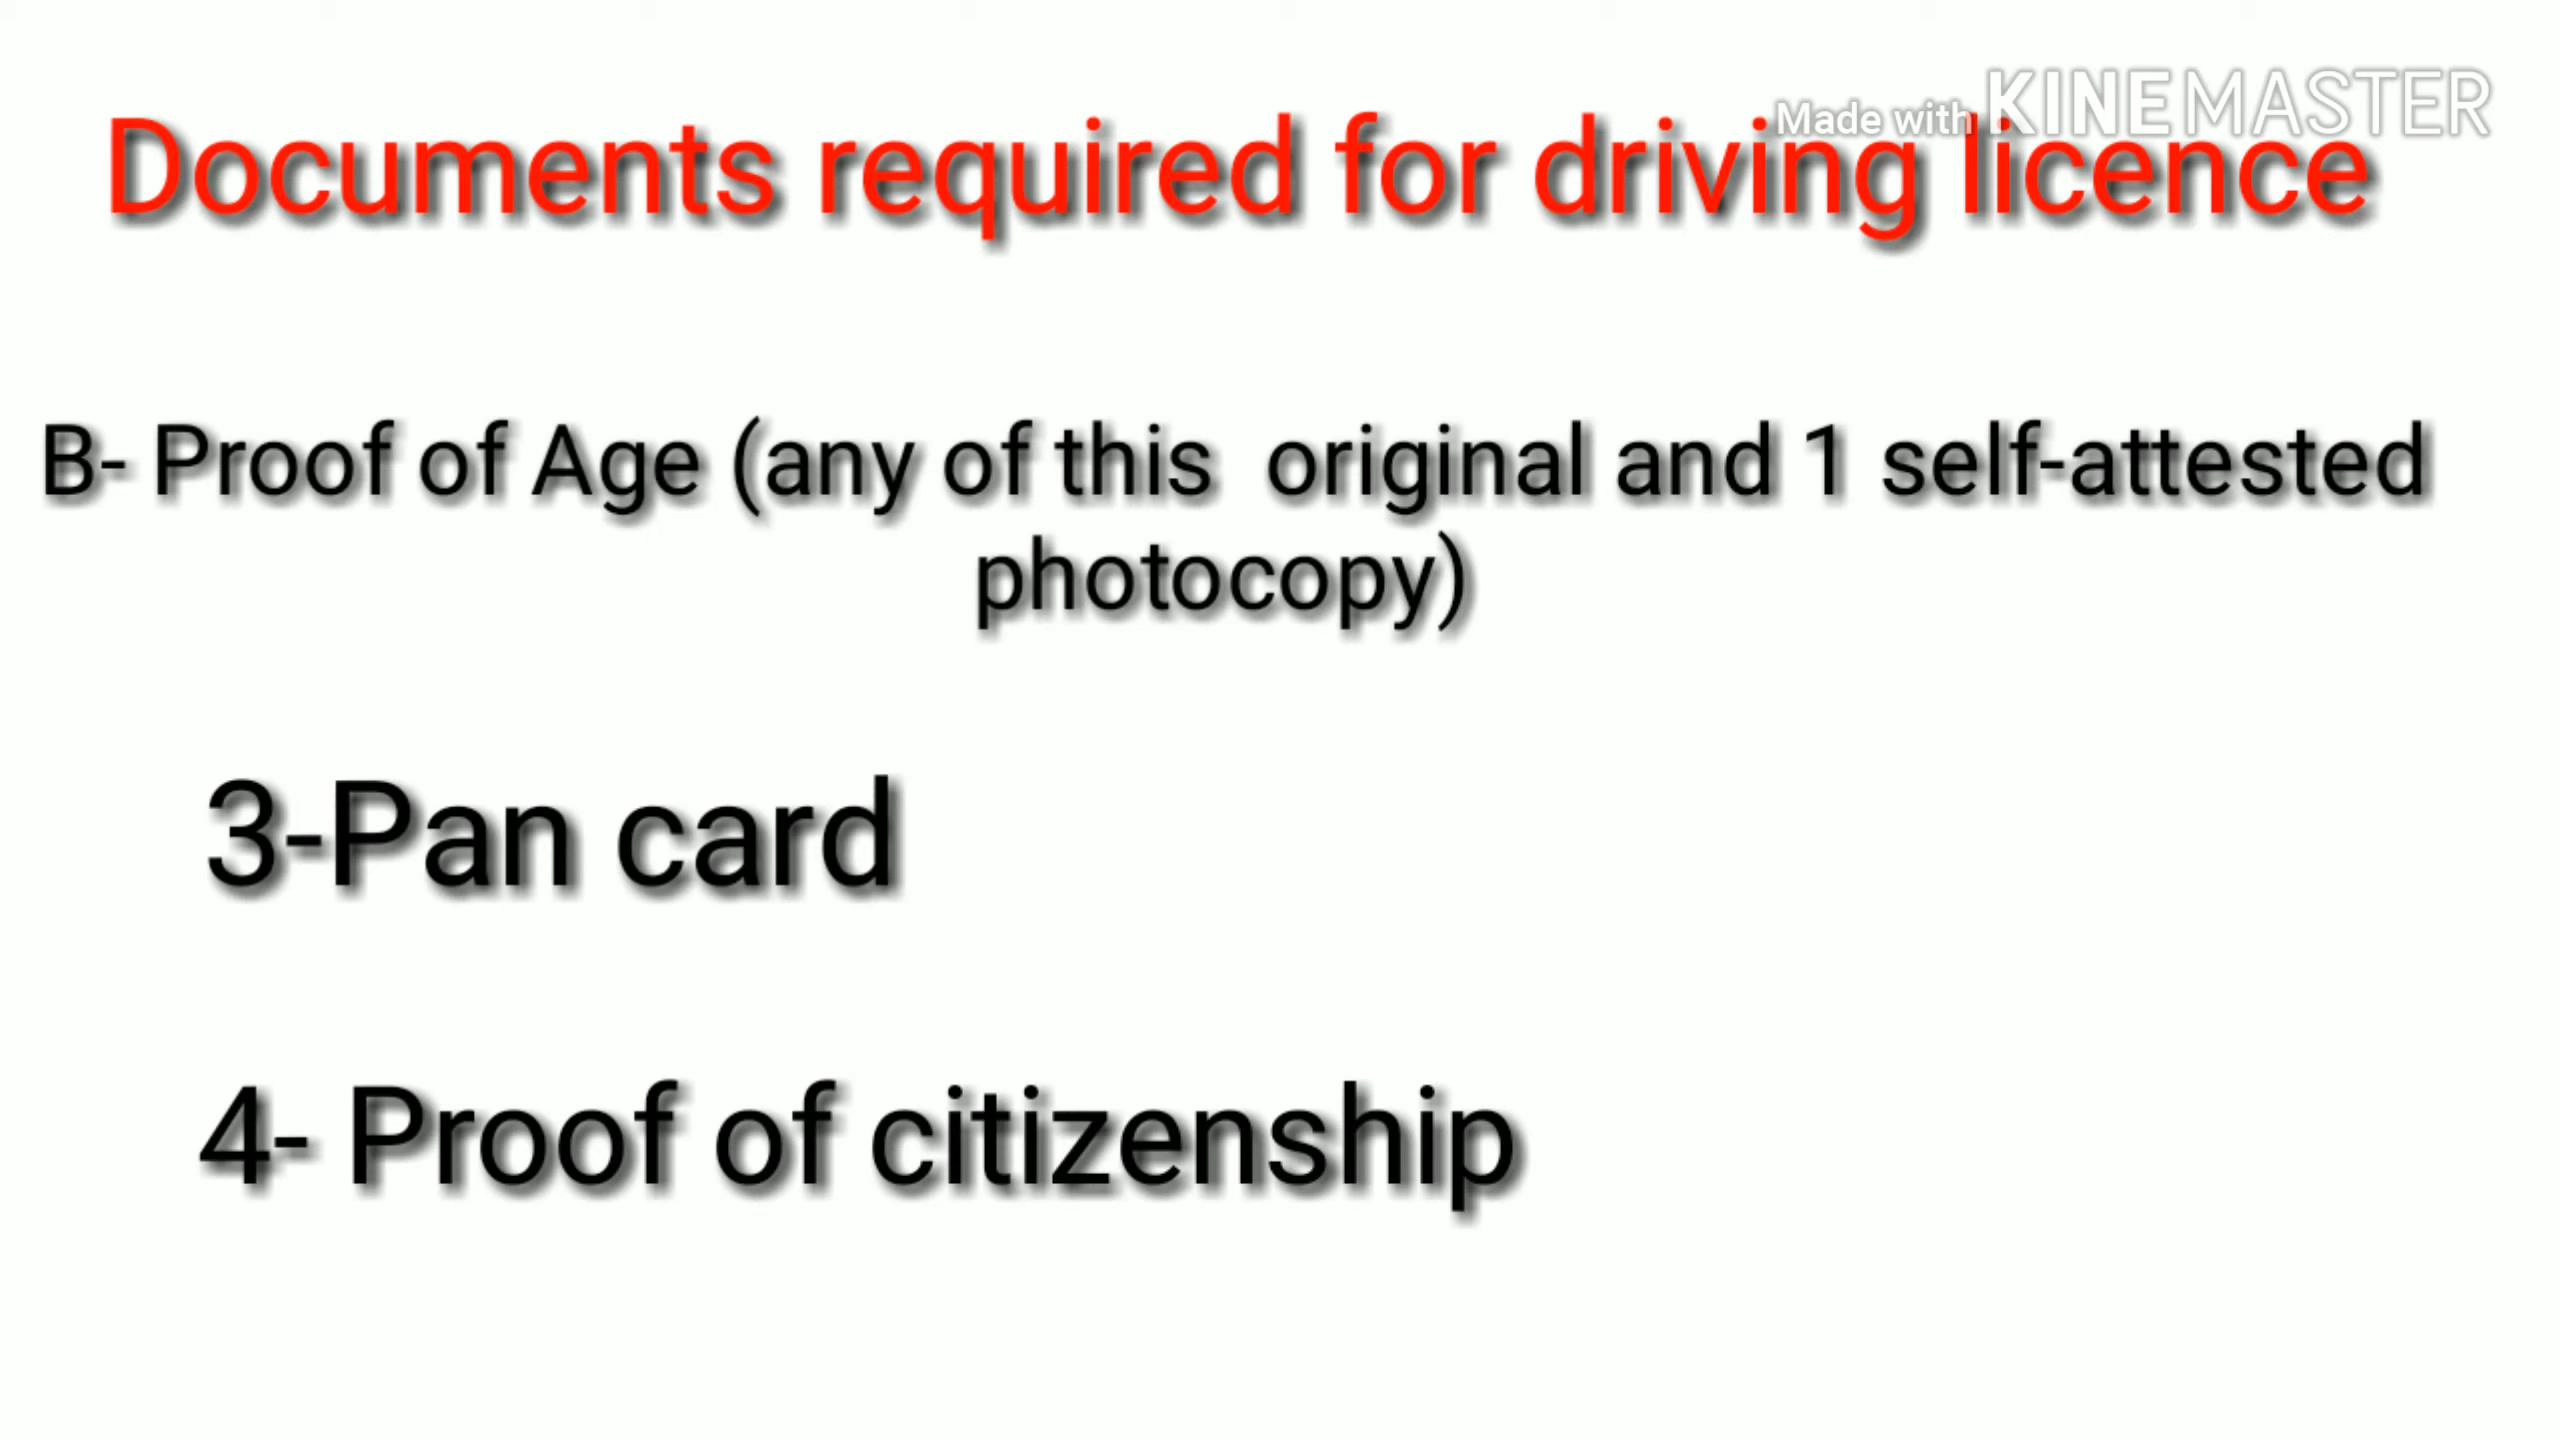 Made with KINEMASTER
Documents required for driving licence
B- Proof of Age (any of this  original and 1 self-attested
photocopy)
3-Pan card
4- Proof of citizenship